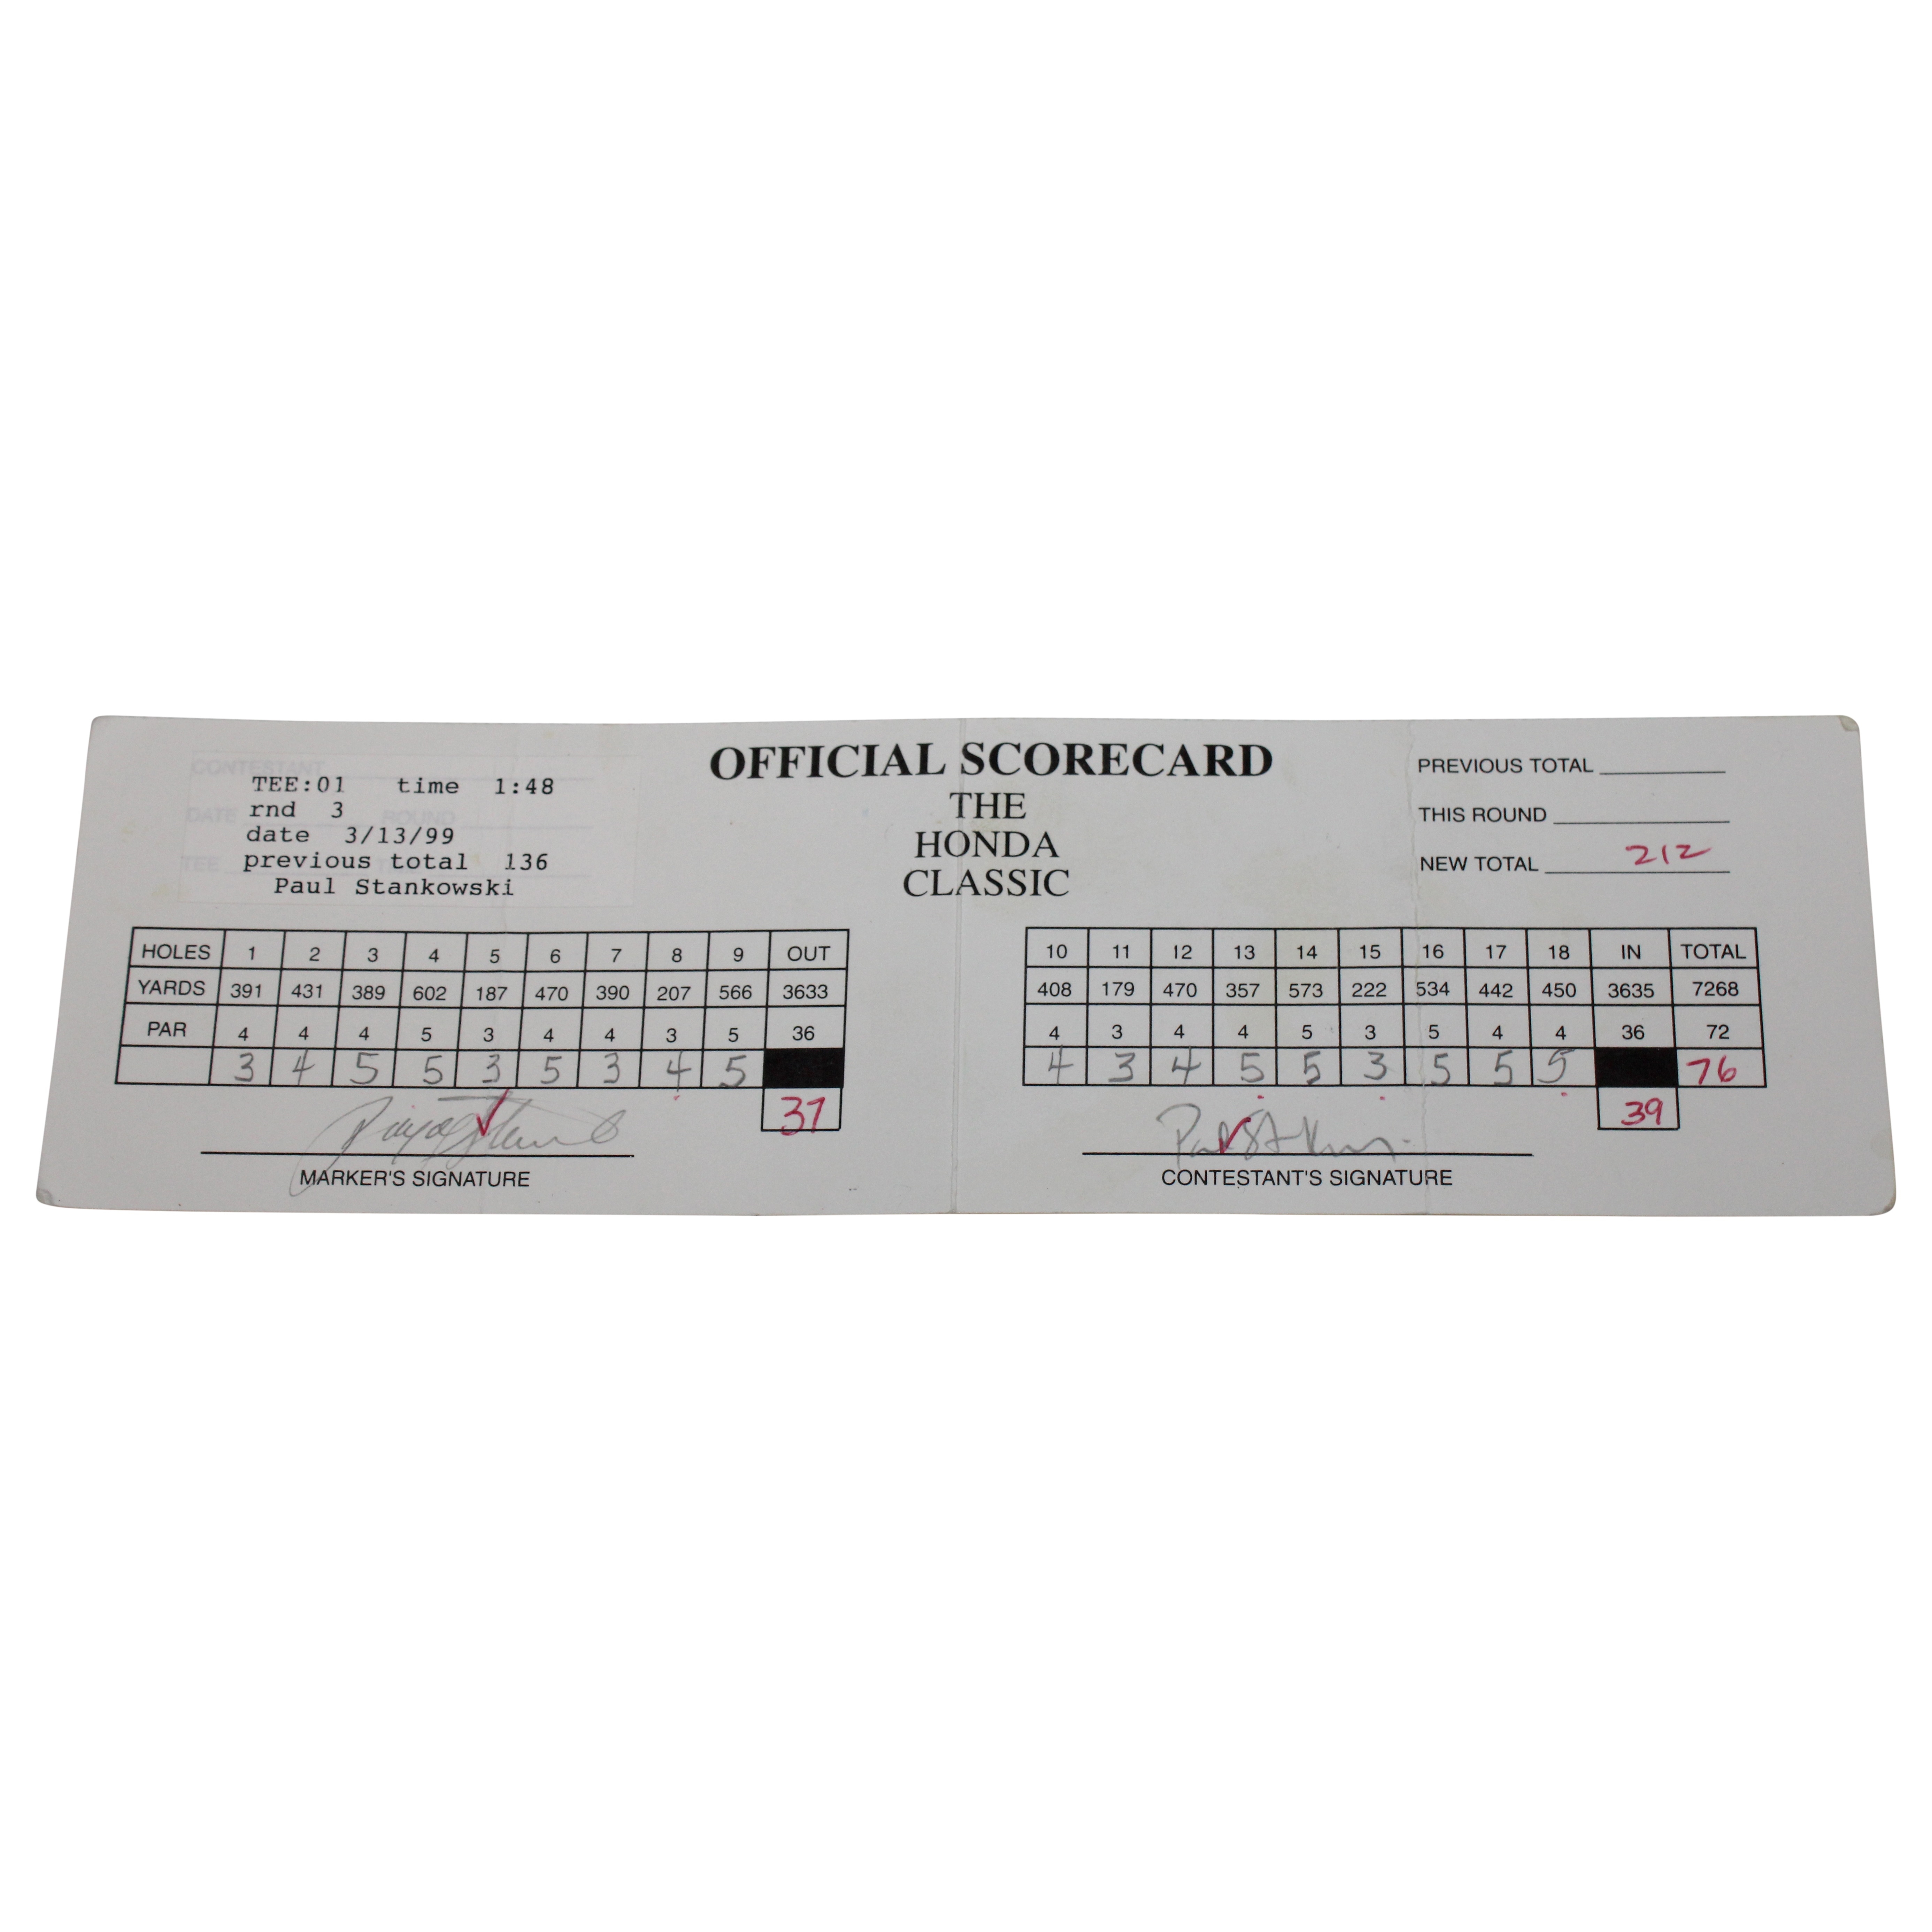 OFFICIAL SCORECARD
THE
HONDA
CLASSIC
CONTESTANT
DATE ROUND
TEE
TEE:01 time 1:48
rnd 3
date 3/13/99
previous total 136
Paul Stankowski
PREVIOUS TOTAL
THIS ROUND
NEW TOTAL 212
HOLES 1 2 3 4 5 6 7 8 9 OUT
YARDS 391 431 389 602 187 470 390 207 566 3633
PAR 4 4 4 5 3 4 4 3 5 36
3 4 5 5 3 5 3 4 5
37
MARKER'S SIGNATURE
10 11 12 13 14 15 16 17 18 IN TOTAL
408 179 470 357 573 222 534 442 450 3635 7268
4 3 4 4 5 3 5 4 4 36 72
4 3 4 5 5 3 5 5 5 76
39
CONTESTANT'S SIGNATURE